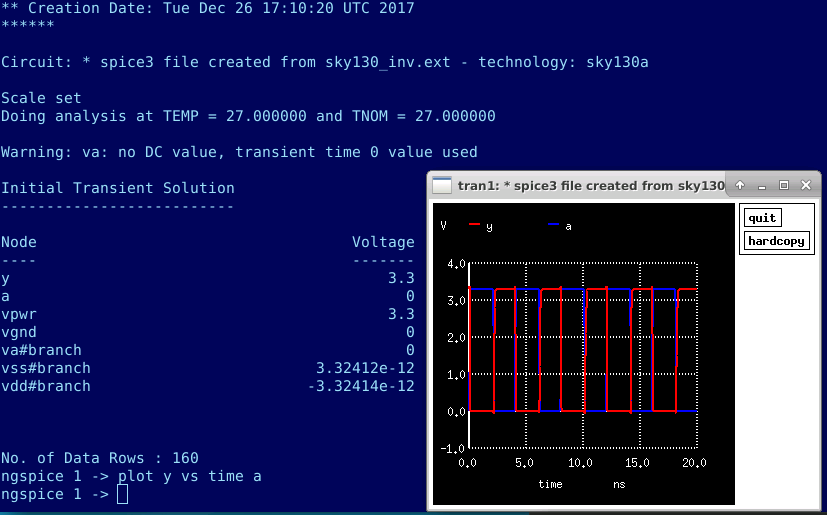 ** Creation Date: Tue Dec 26 17:10:20 UTC 2017
******
Circuit: * spice3 file created from sky130_inv.ext - technology: sky130a
Scale set
Doing analysis at TEMP = 27.000000 and TNOM = 27.000000
Warning: va: no DC value, transient time 0 value used
Initial Transient Solution
--------------------------
Node Voltage
---- -------
y 3.3
a 0
vpwr 3.3
vgnd 0
va#branch 0
vss#branch 3.32412e-12
vdd#branch -3.32414e-12
No. of Data Rows : 160
ngspice 1 -> plot y vs time a
ngspice 1 ->
tran1: * spice3 file created from sky130
quit
hardcopy
V y a
4.0
3.0
2.0
1.0
0.0
-1.0
0.0 5.0 10.0 15.0 20.0
time ns